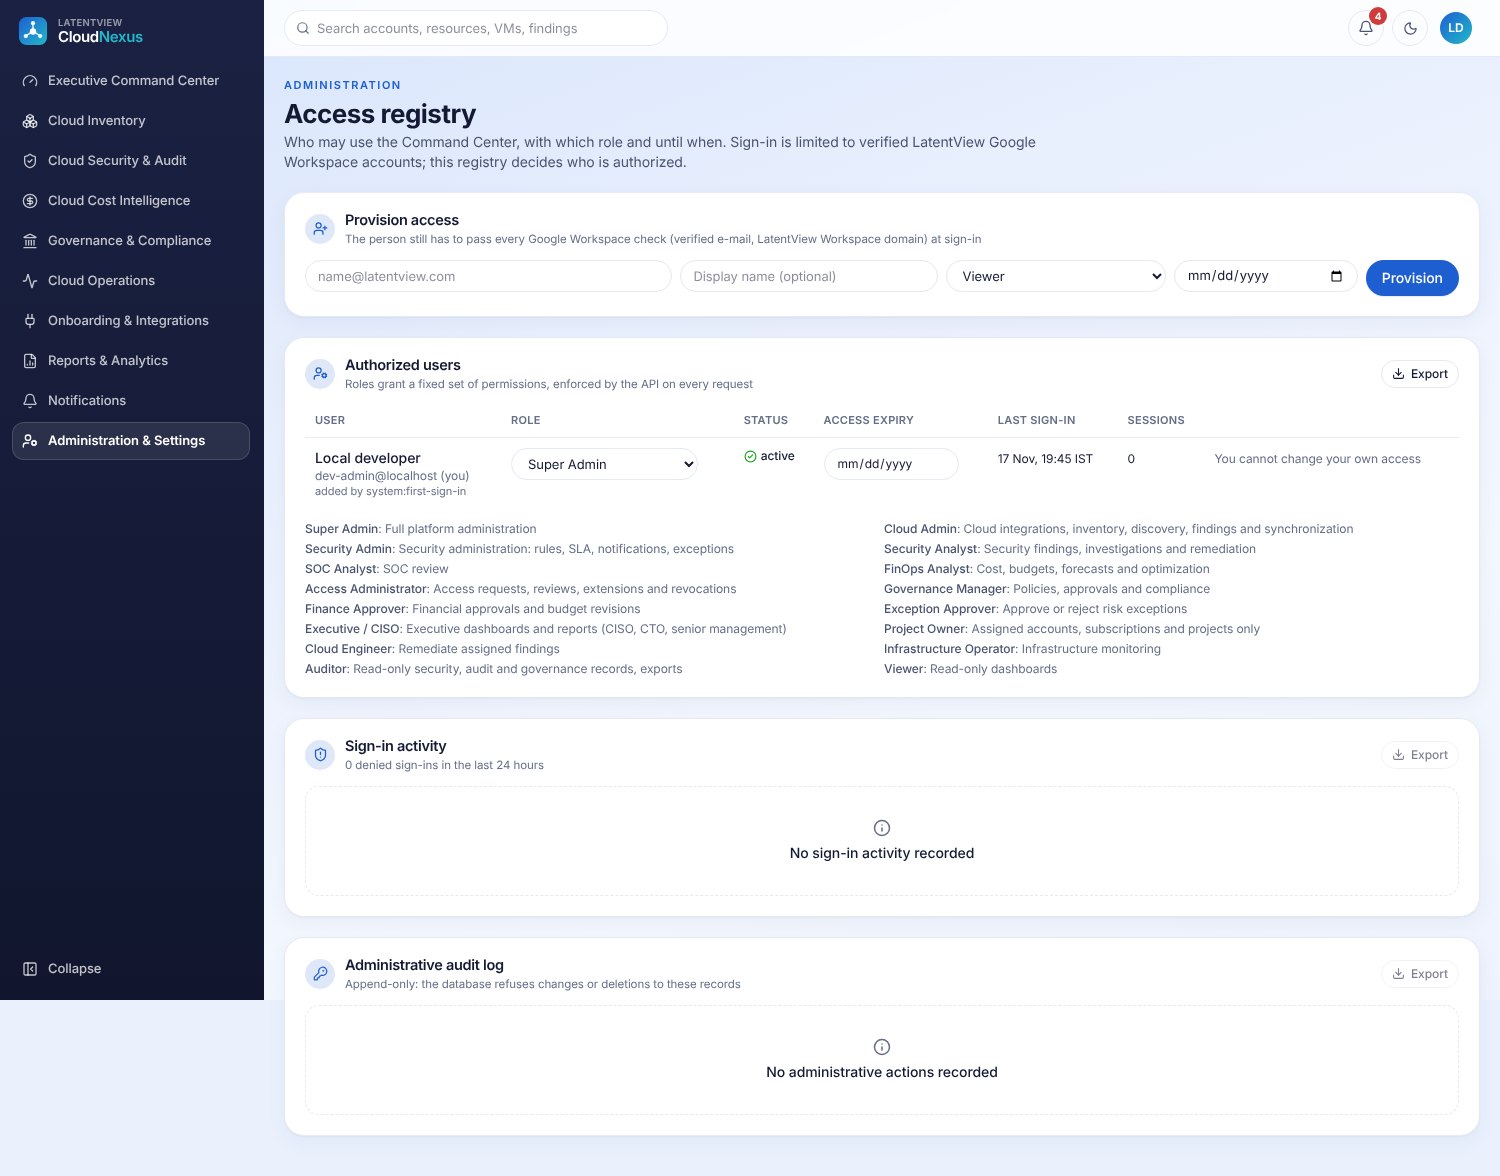 LATENTVIEW
CloudNexus
Executive Command Center
Cloud Inventory
Cloud Security & Audit
Cloud Cost Intelligence
Governance & Compliance
Cloud Operations
Onboarding & Integrations
Reports & Analytics
Notifications
Administration & Settings
Collapse
Search accounts, resources, VMs, findings
4
LD
ADMINISTRATION
Access registry
Who may use the Command Center, with which role and until when. Sign-in is limited to verified LatentView Google
Workspace accounts; this registry decides who is authorized.
Provision access
The person still has to pass every Google Workspace check (verified e-mail, LatentView Workspace domain) at sign-in
name@latentview.com
Display name (optional)
Viewer
mm/dd/yyyy
Provision
Authorized users
Roles grant a fixed set of permissions, enforced by the API on every request
Export
USER ROLE STATUS ACCESS EXPIRY LAST SIGN-IN SESSIONS
Local developer
dev-admin@localhost (you)
added by system:first-sign-in
Super Admin
active
mm/dd/yyyy
17 Nov, 19:45 IST
0
You cannot change your own access
Super Admin: Full platform administration
Cloud Admin: Cloud integrations, inventory, discovery, findings and synchronization
Security Admin: Security administration: rules, SLA, notifications, exceptions
Security Analyst: Security findings, investigations and remediation
SOC Analyst: SOC review
FinOps Analyst: Cost, budgets, forecasts and optimization
Access Administrator: Access requests, reviews, extensions and revocations
Governance Manager: Policies, approvals and compliance
Finance Approver: Financial approvals and budget revisions
Exception Approver: Approve or reject risk exceptions
Executive / CISO: Executive dashboards and reports (CISO, CTO, senior management)
Project Owner: Assigned accounts, subscriptions and projects only
Cloud Engineer: Remediate assigned findings
Infrastructure Operator: Infrastructure monitoring
Auditor: Read-only security, audit and governance records, exports
Viewer: Read-only dashboards
Sign-in activity
0 denied sign-ins in the last 24 hours
Export
No sign-in activity recorded
Administrative audit log
Append-only: the database refuses changes or deletions to these records
Export
No administrative actions recorded